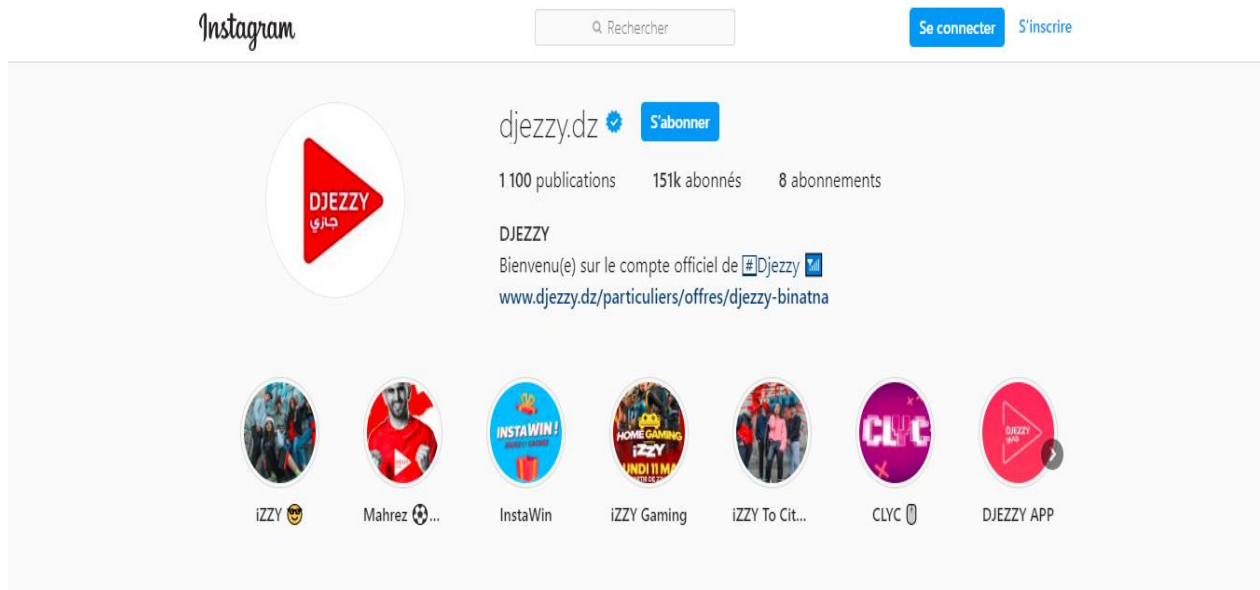 Instagram
Rechercher
Se connecter
S'inscrire
djezzy.dz
S'abonner
DJEZZY
جازي
1 100 publications 151k abonnés 8 abonnements
DJEZZY
Bienvenu(e) sur le compte officiel de #Djezzy
www.djezzy.dz/particuliers/offres/djezzy-binatna
INSTAWIN !
HOME GAMING
iZZY
UNDI 11 MA
CLYC
DJEZZY
iZZY 😎
Mahrez ⚽...
InstaWin
iZZY Gaming
iZZY To Cit...
CLYC
DJEZZY APP